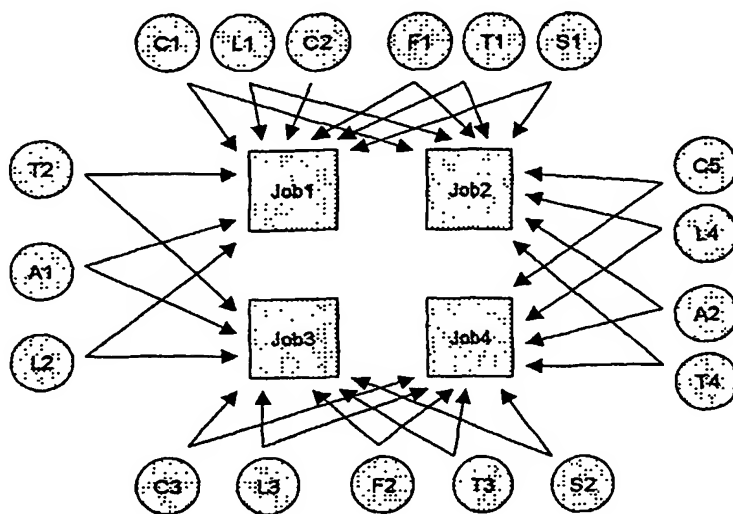 C1 L1 C2 F1 T1 S1
T2 C5
Job1 Job2
L4
A1
A2
Job3 Job4
L2
T4
C3 L3 F2 T3 S2